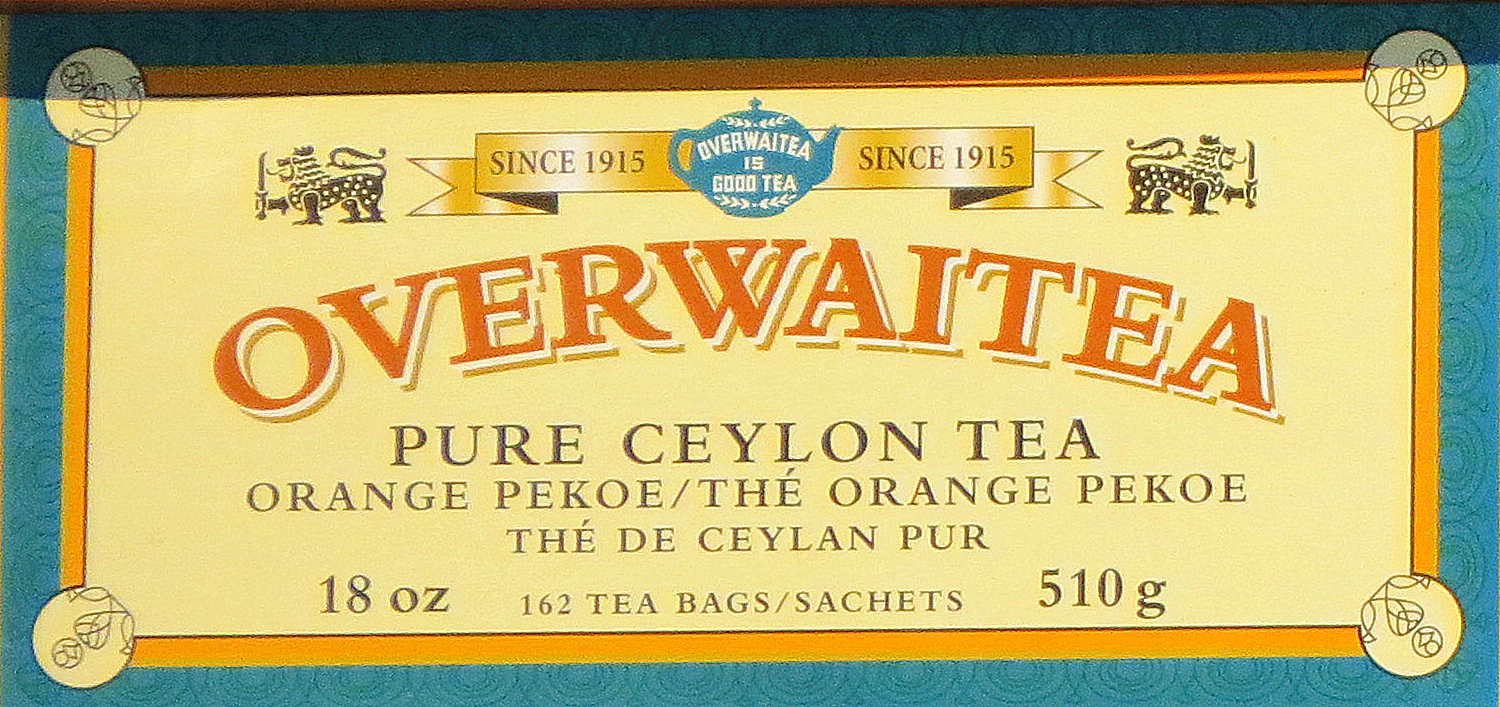 SINCE 1915
OVERWAITEA
IS
GOOD TEA
SINCE 1915
OVERWAITEA
PURE CEYLON TEA
ORANGE PEKOE/THÉ ORANGE PEKOE
THÉ DE CEYLAN PUR
18 oz 162 TEA BAGS/SACHETS 510 g